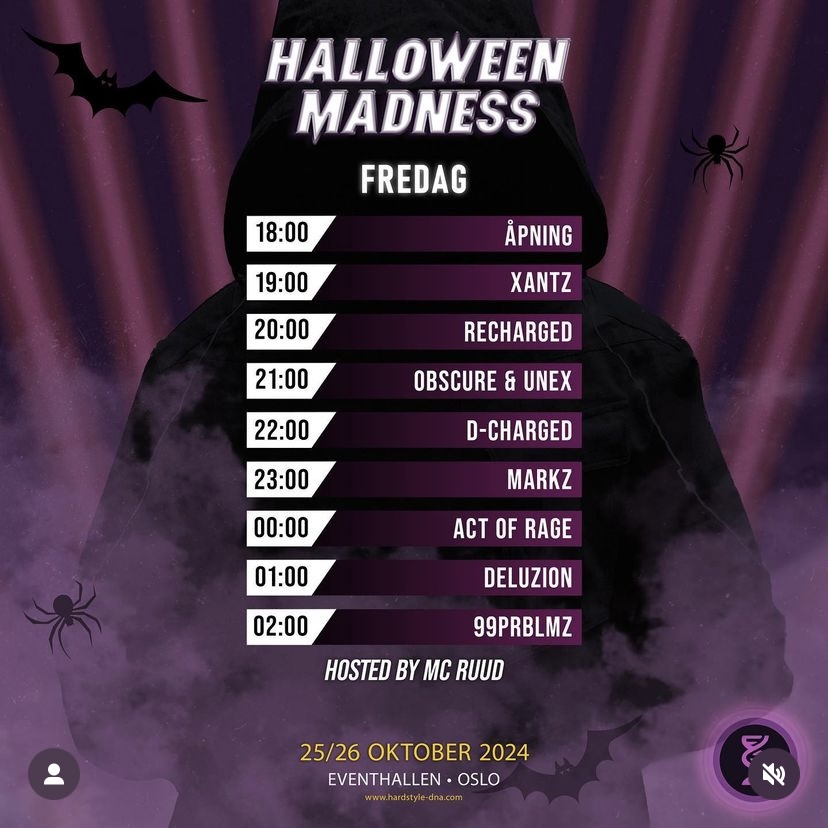 HALLOWEEN
MADNESS
FREDAG
18:00 ÅPNING
19:00 XANTZ
20:00 RECHARGED
21:00 OBSCURE & UNEX
22:00 D-CHARGED
23:00 MARKZ
00:00 ACT OF RAGE
01:00 DELUZION
02:00 99PRBLMZ
HOSTED BY MC RUUD
25/26 OKTOBER 2024
EVENTHALLEN • OSLO
www.hardstyle-dna.com